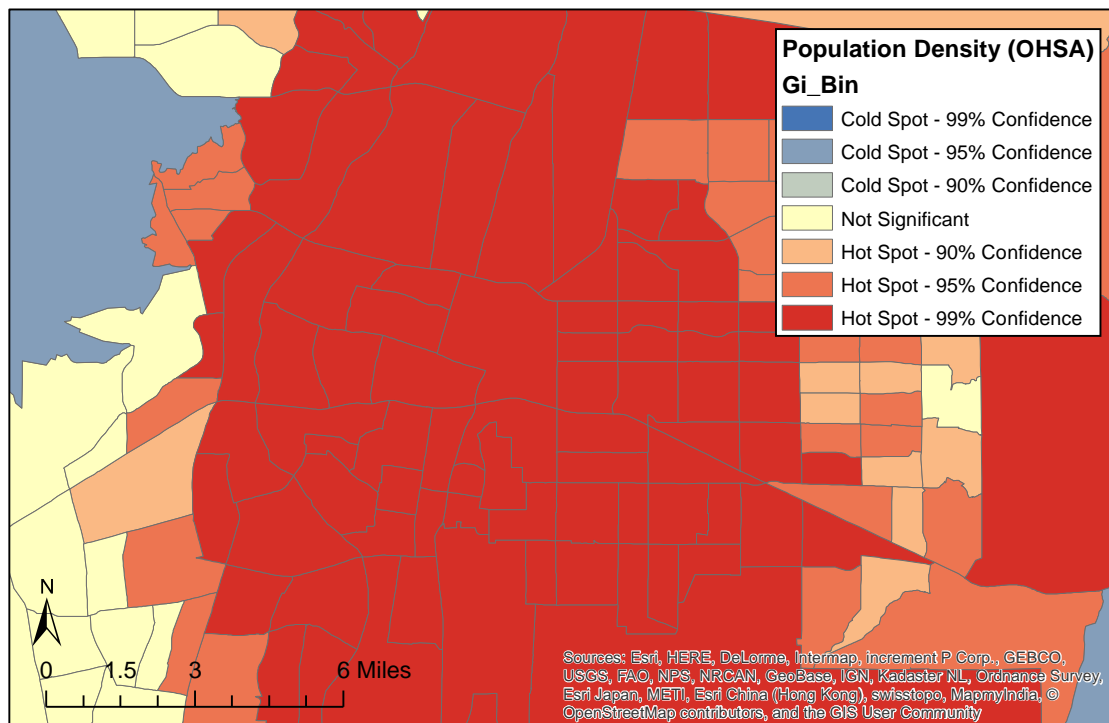 Population Density (OHSA)
Gi_Bin
Cold Spot - 99% Confidence
Cold Spot - 95% Confidence
Cold Spot - 90% Confidence
Not Significant
Hot Spot - 90% Confidence
Hot Spot - 95% Confidence
Hot Spot - 99% Confidence
N
0 1.5 3 6 Miles
Sources: Esri, HERE, DeLorme, Intermap, increment P Corp., GEBCO,
USGS, FAO, NPS, NRCAN, GeoBase, IGN, Kadaster NL, Ordnance Survey,
Esri Japan, METI, Esri China (Hong Kong), swisstopo, MapmyIndia, ©
OpenStreetMap contributors, and the GIS User Community